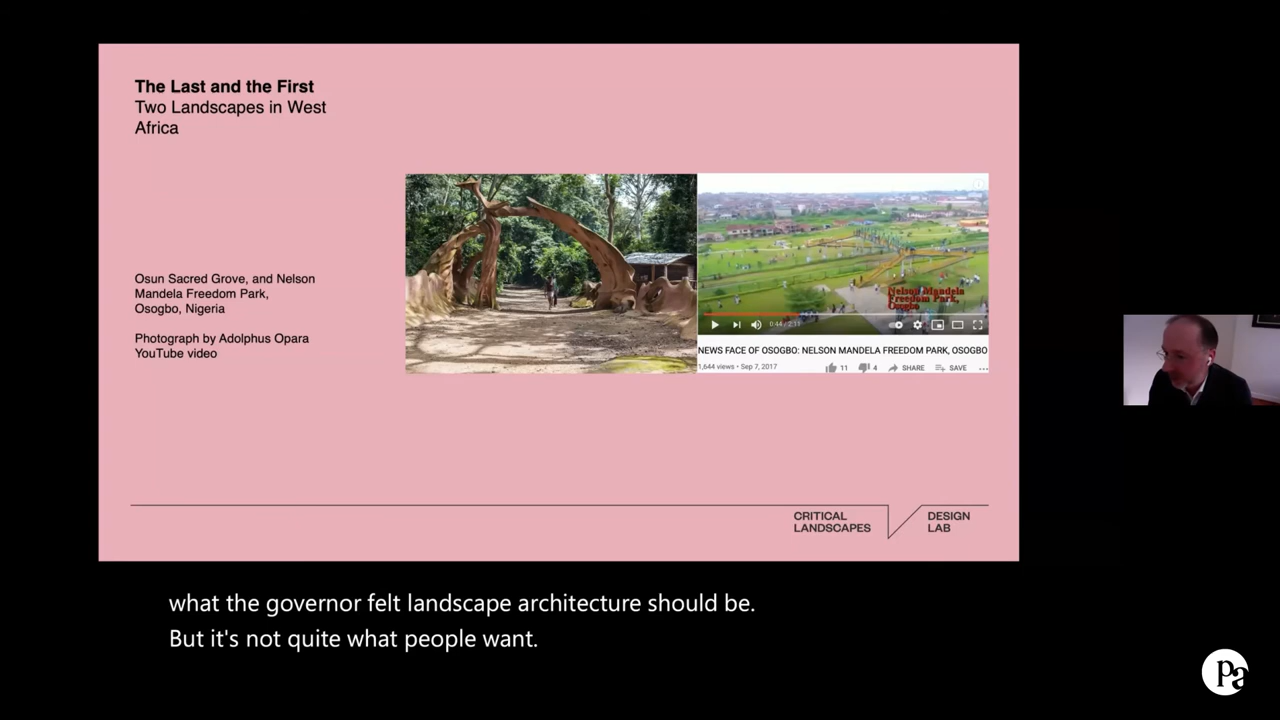 The Last and the First
Two Landscapes in West
Africa
Osun Sacred Grove, and Nelson
Mandela Freedom Park,
Osogbo, Nigeria
Photograph by Adolphus Opara
YouTube video
Nelson Mandela
Freedom Park,
Osogbo
0:44 / 2:11
NEWS FACE OF OSOGBO: NELSON MANDELA FREEDOM PARK, OSOGBO
1,644 views • Sep 7, 2017
11
4
SHARE
SAVE
CRITICAL
LANDSCAPES
DESIGN
LAB
what the governor felt landscape architecture should be.
But it's not quite what people want.
Pa